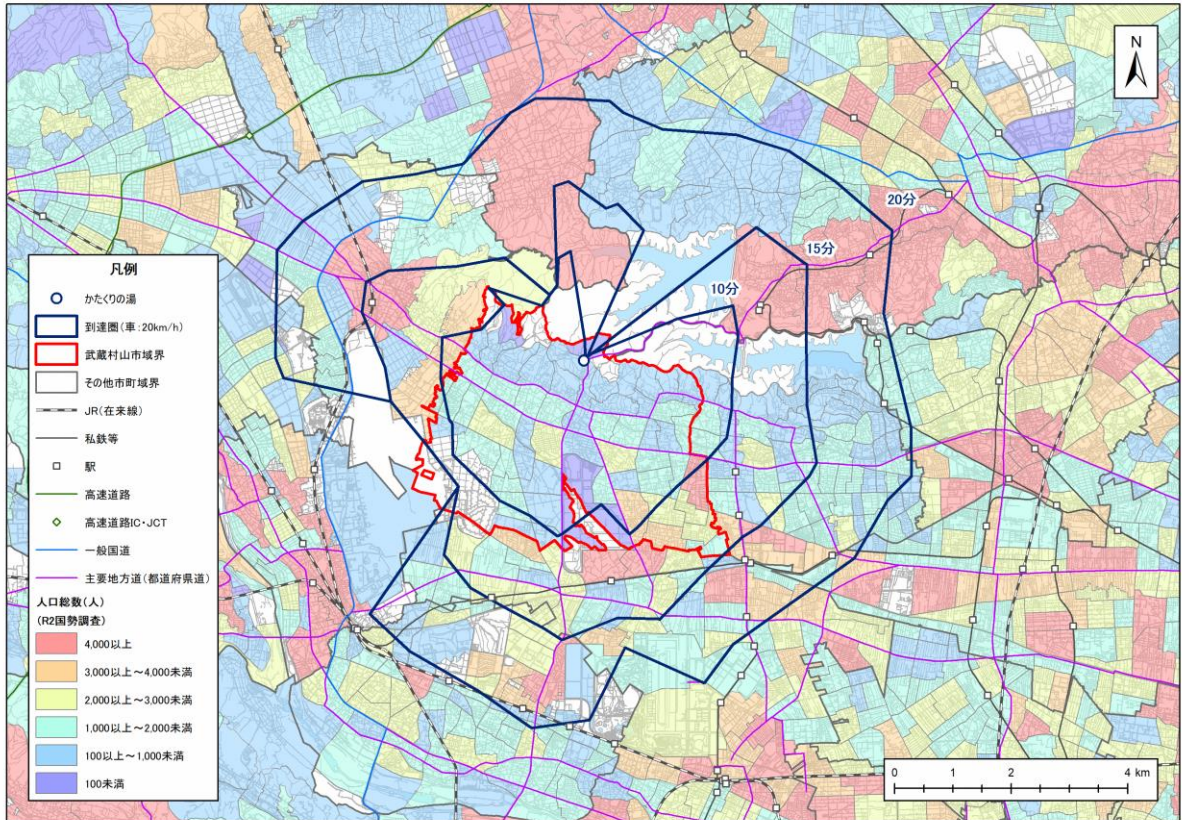 N
20分
15分
10分
凡例
かたくりの湯
到達圏(車:20km/h)
武蔵村山市域界
その他市町域界
JR(在来線)
私鉄等
駅
高速道路
高速道路IC・JCT
一般国道
主要地方道(都道府県道)
人口総数(人)
(R2国勢調査)
4,000以上
3,000以上~4,000未満
2,000以上~3,000未満
1,000以上~2,000未満
100以上~1,000未満
100未満
0 1 2 4 km